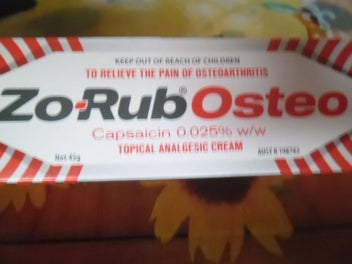 KEEP OUT OF REACH OF CHILDREN
TO RELIEVE THE PAIN OF OSTEOARTHRITIS
Zo-Rub® Osteo
Capsaicin 0.025% w/w
TOPICAL ANALGESIC CREAM
Net 45g
AUST R